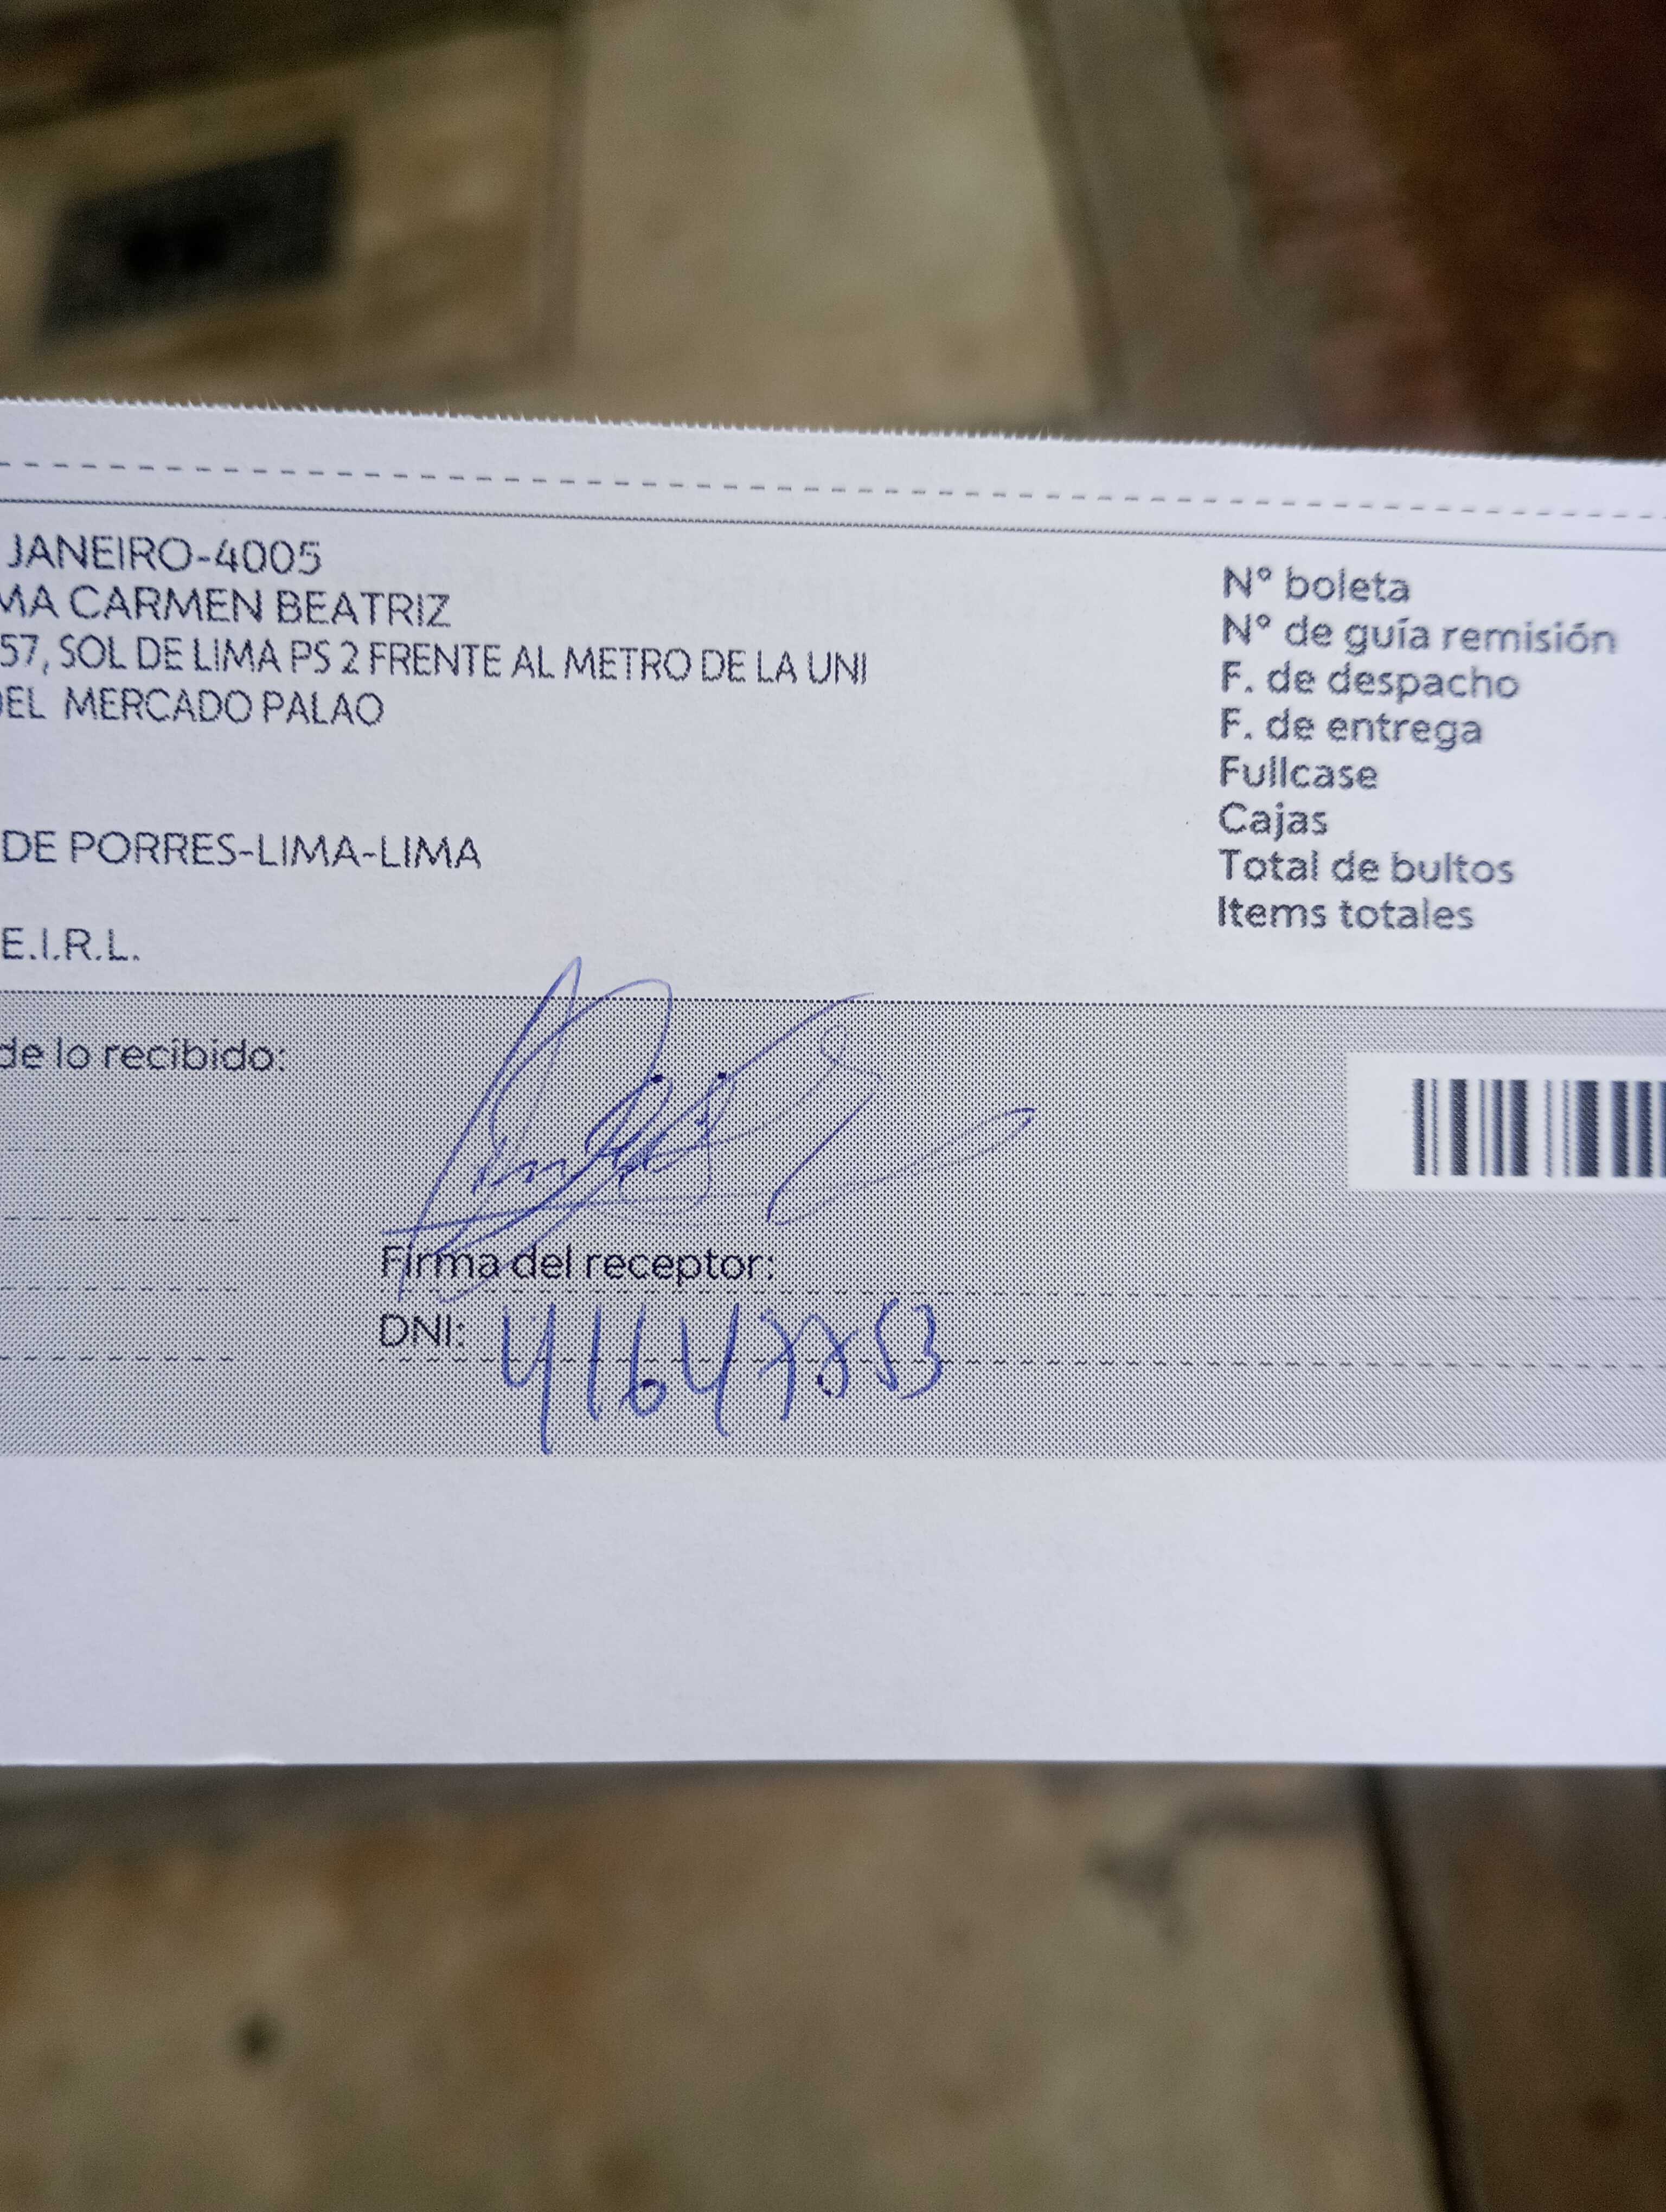 JANEIRO-4005
MA CARMEN BEATRIZ
57, SOL DE LIMA PS 2 FRENTE AL METRO DE LA UNI
DEL MERCADO PALAO
DE PORRES-LIMA-LIMA
E.I.R.L.
N° boleta
N° de guía remisión
F. de despacho
F. de entrega
Fullcase
Cajas
Total de bultos
Items totales
de lo recibido:
Firma del receptor:
DNI: 41647853